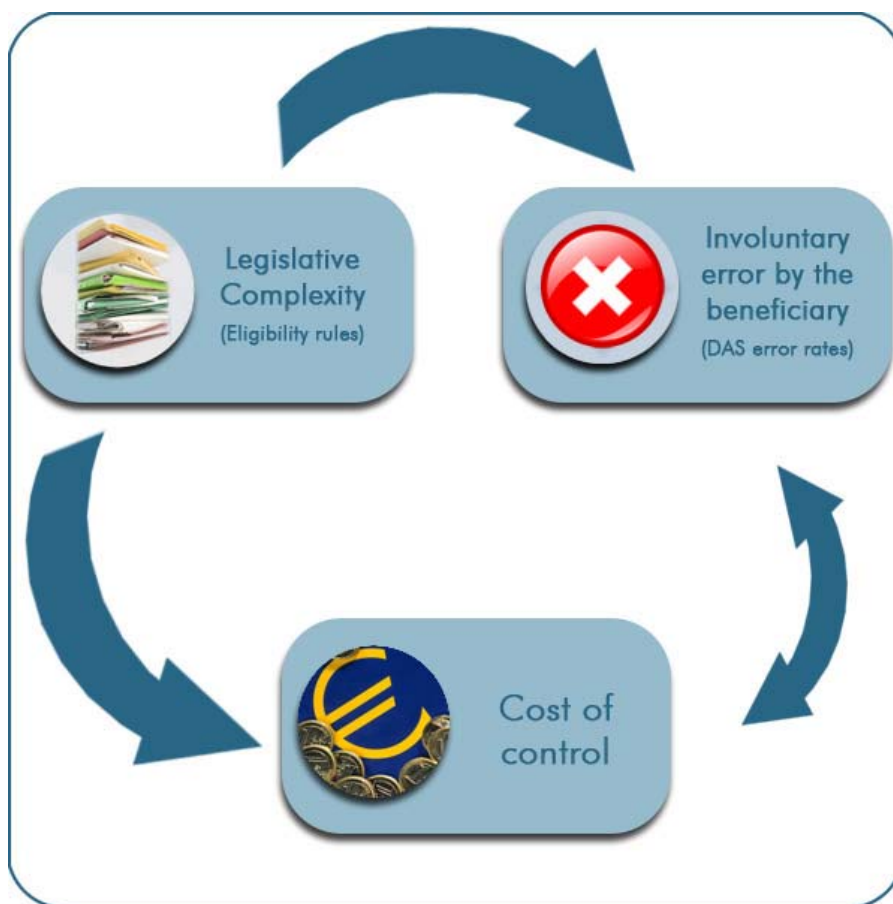 Legislative
Complexity
(Eligibility rules)
Involuntary
error by the
beneficiary
(DAS error rates)
Cost of
control